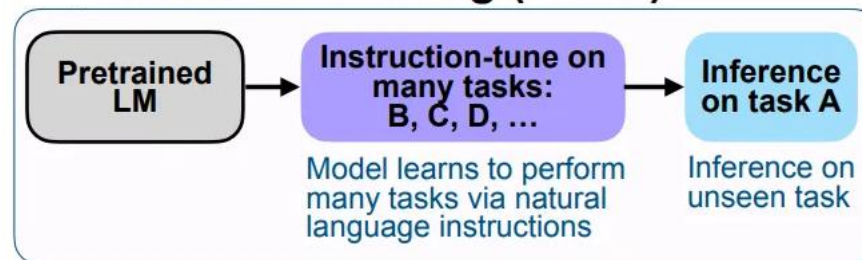 Pretrained
LM
Instruction-tune on
many tasks:
B, C, D, …
Inference
on task A
Model learns to perform
many tasks via natural
language instructions
Inference on
unseen task